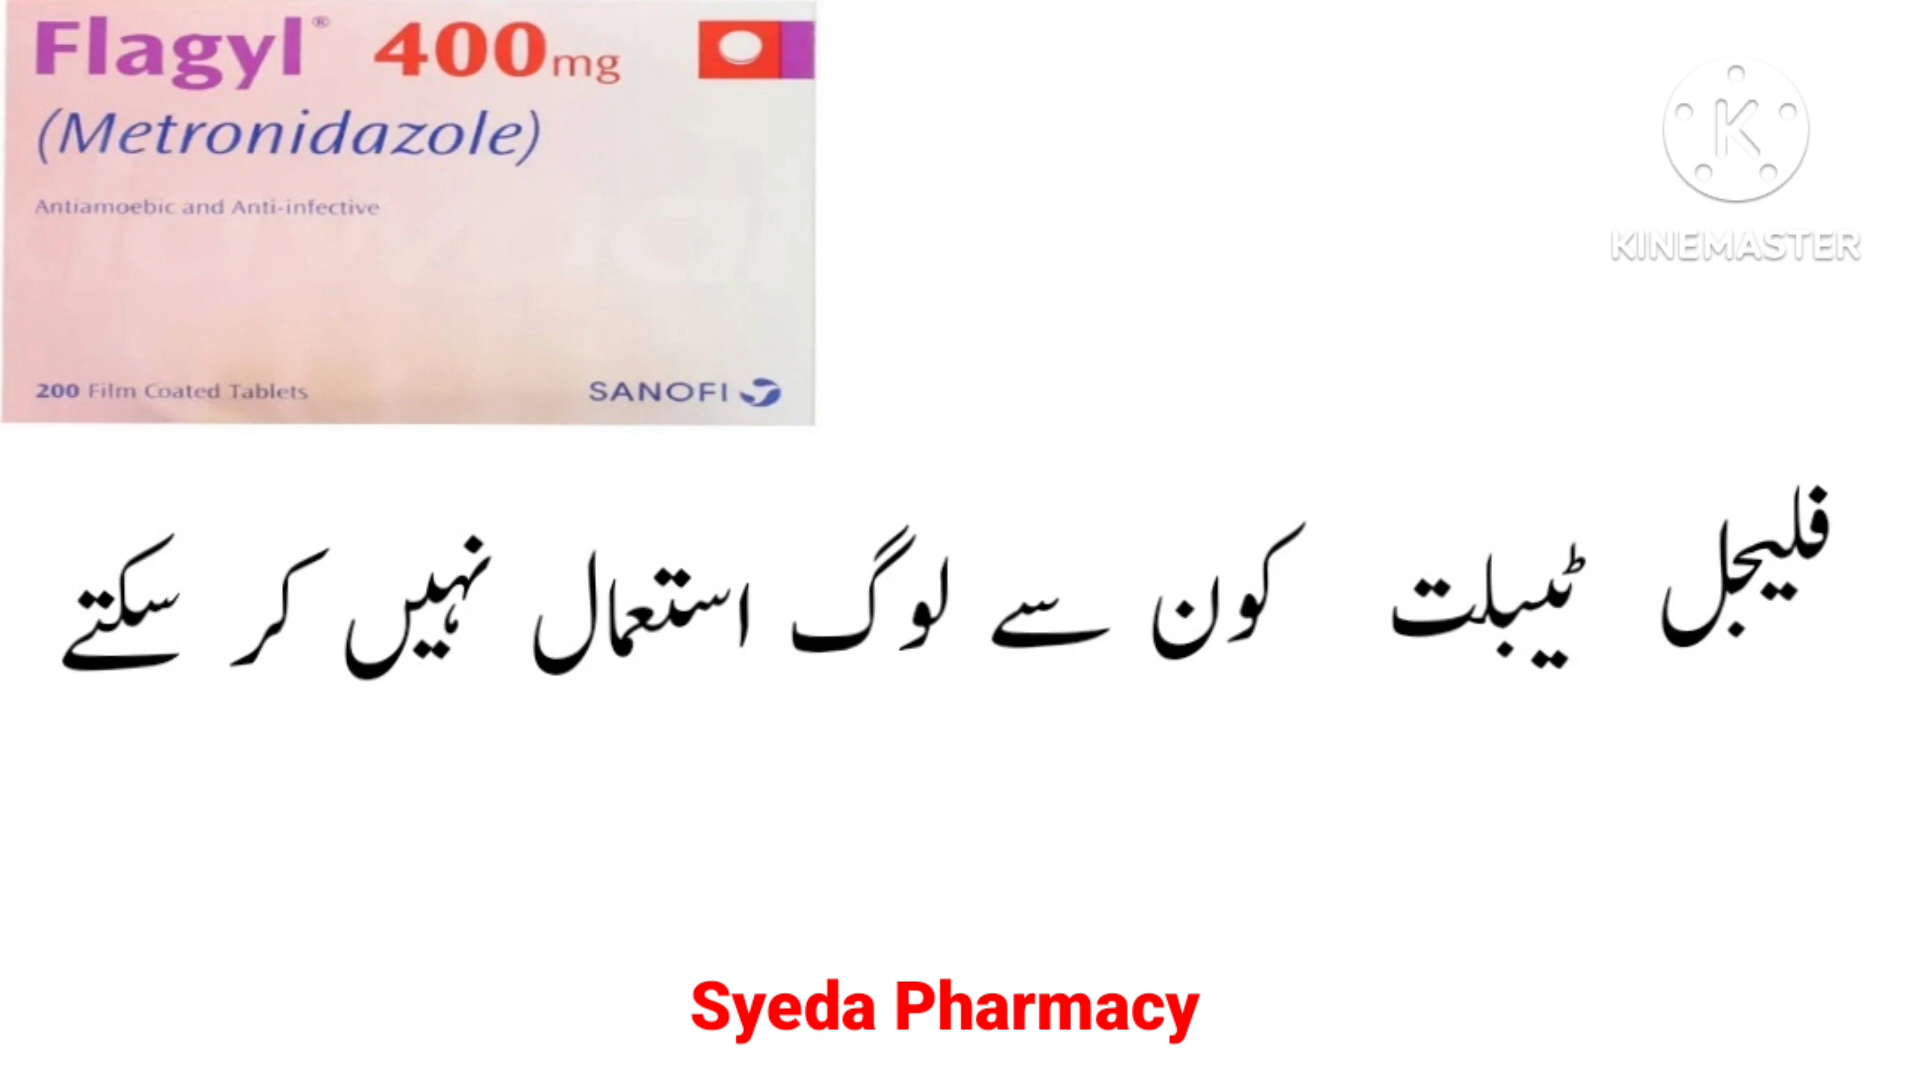 Flagyl® 400mg
(Metronidazole)
Antiamoebic and Anti-infective
200 Film Coated Tablets
SANOFI
KINEMASTER
فلیجل ٹیبلت کون سے لوگ استعمال نہیں کر سکتے
Syeda Pharmacy